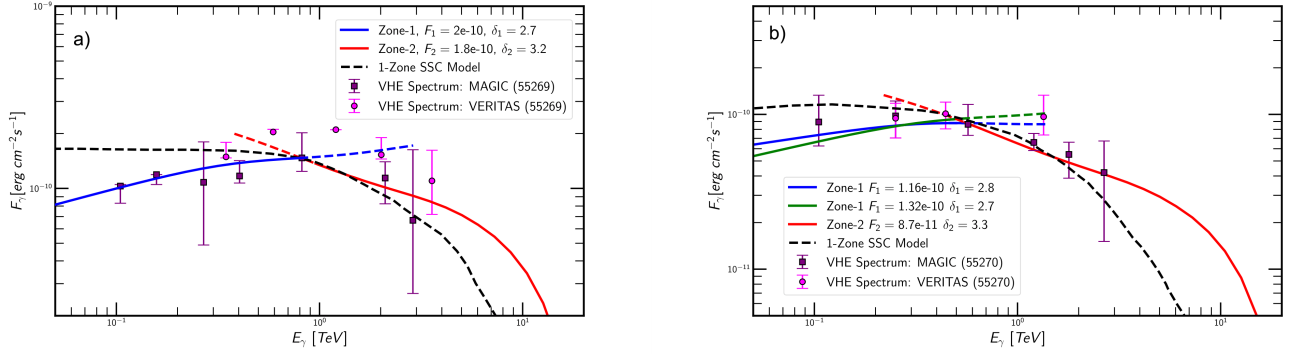 a)
10⁻⁹
10⁻¹⁰
F_γ[erg cm⁻²s⁻¹]
Zone-1, F₁ = 2e-10, δ₁ = 2.7
Zone-2, F₂ = 1.8e-10, δ₂ = 3.2
1-Zone SSC Model
VHE Spectrum: MAGIC (55269)
VHE Spectrum: VERITAS (55269)
10⁻¹
10⁰
10¹
E_γ [TeV]
b)
10⁻¹⁰
10⁻¹¹
F_γ[erg cm⁻²s⁻¹]
Zone-1 F₁ = 1.16e-10 δ₁ = 2.8
Zone-1 F₁ = 1.32e-10 δ₁ = 2.7
Zone-2 F₂ = 8.7e-11 δ₂ = 3.3
1-Zone SSC Model
VHE Spectrum: MAGIC (55270)
VHE Spectrum: VERITAS (55270)
10⁻¹
10⁰
10¹
E_γ [TeV]